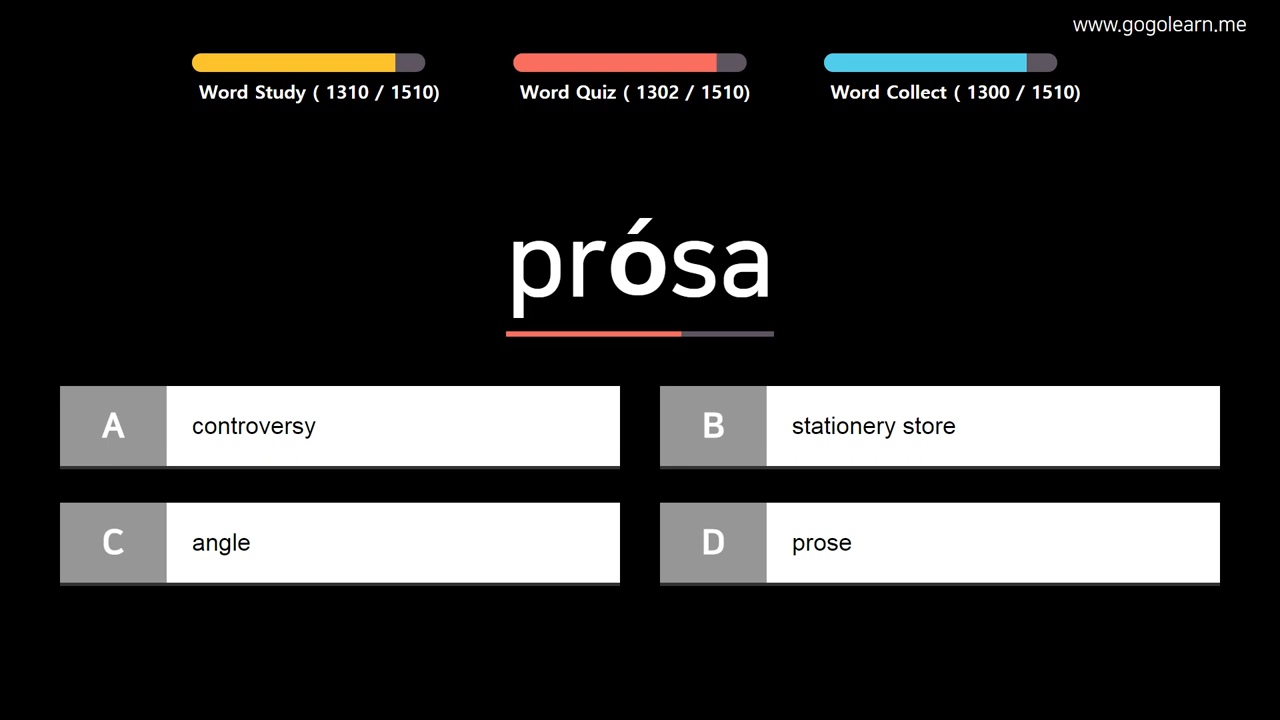 www.gogolearn.me
Word Study ( 1310 / 1510)
Word Quiz ( 1302 / 1510)
Word Collect ( 1300 / 1510)
prósa
A controversy
B stationery store
C angle
D prose